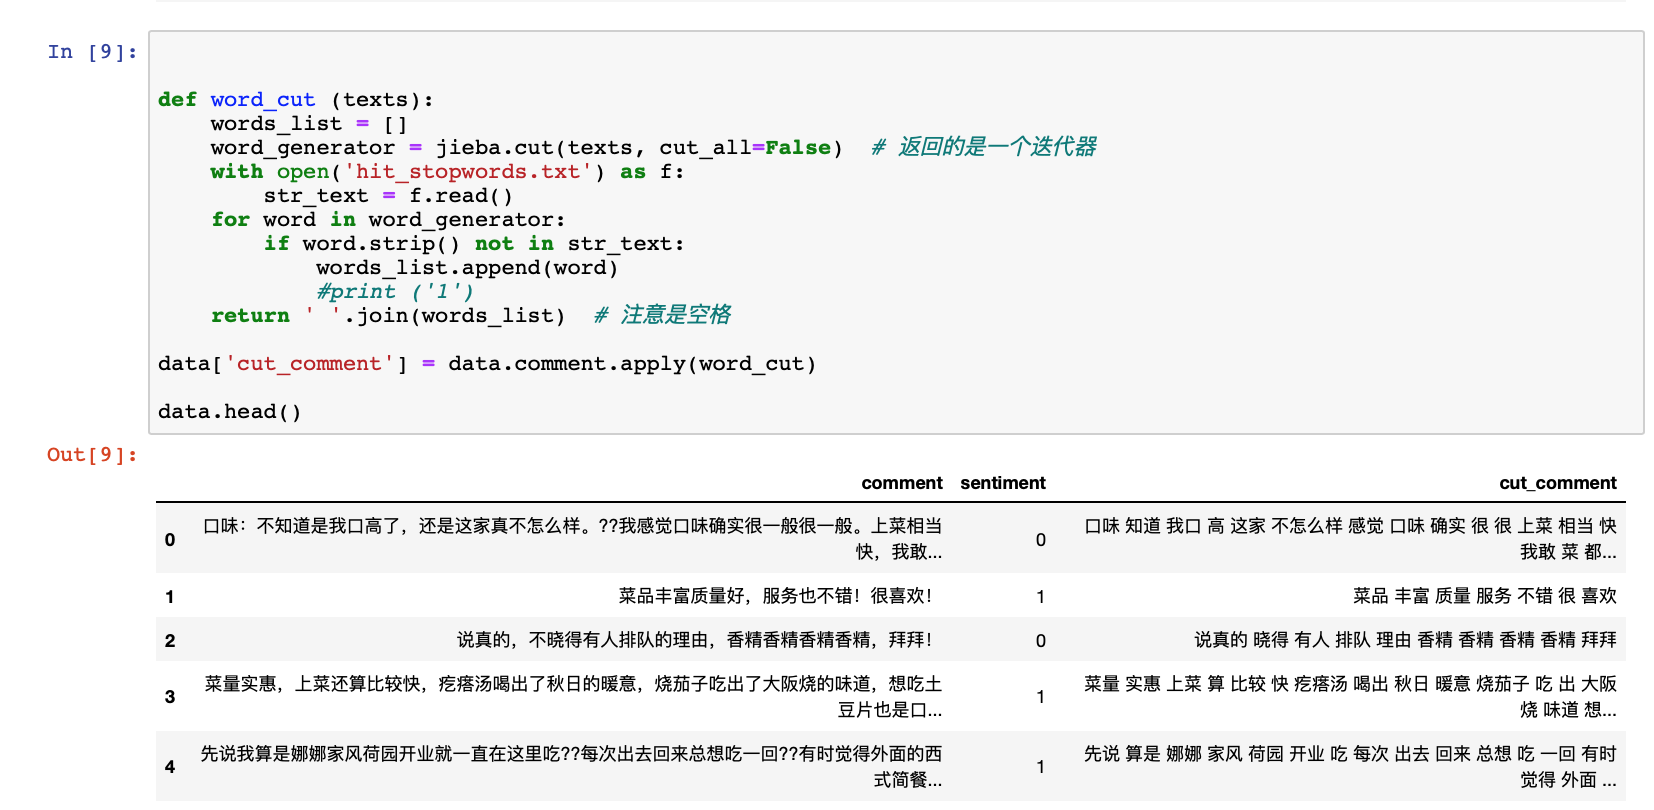 In [9]:
def word_cut (texts):
    words_list = []
    word_generator = jieba.cut(texts, cut_all=False)  # 返回的是一个迭代器
    with open('hit_stopwords.txt') as f:
        str_text = f.read()
    for word in word_generator:
        if word.strip() not in str_text:
            words_list.append(word)
            #print ('1')
    return ' '.join(words_list)  # 注意是空格
data['cut_comment'] = data.comment.apply(word_cut)
data.head()
Out[9]:
comment sentiment cut_comment
0 口味：不知道是我口高了，还是这家真不怎么样。??我感觉口味确实很一般很一般。上菜相当 0 口味 知道 我口 高 这家 不怎么样 感觉 口味 确实 很 很 上菜 相当 快
快，我敢... 我敢 菜 都...
1 菜品丰富质量好，服务也不错！很喜欢！ 1 菜品 丰富 质量 服务 不错 很 喜欢
2 说真的，不晓得有人排队的理由，香精香精香精香精，拜拜！ 0 说真的 晓得 有人 排队 理由 香精 香精 香精 香精 拜拜
3 菜量实惠，上菜还算比较快，疙瘩汤喝出了秋日的暖意，烧茄子吃出了大阪烧的味道，想吃土 1 菜量 实惠 上菜 算 比较 快 疙瘩汤 喝出 秋日 暖意 烧茄子 吃 出 大阪
豆片也是口... 烧 味道 想...
4 先说我算是娜娜家风荷园开业就一直在这里吃??每次出去回来总想吃一回??有时觉得外面的西 1 先说 算是 娜娜 家风 荷园 开业 吃 每次 出去 回来 总想 吃 一回 有时
式简餐... 觉得 外面 ...